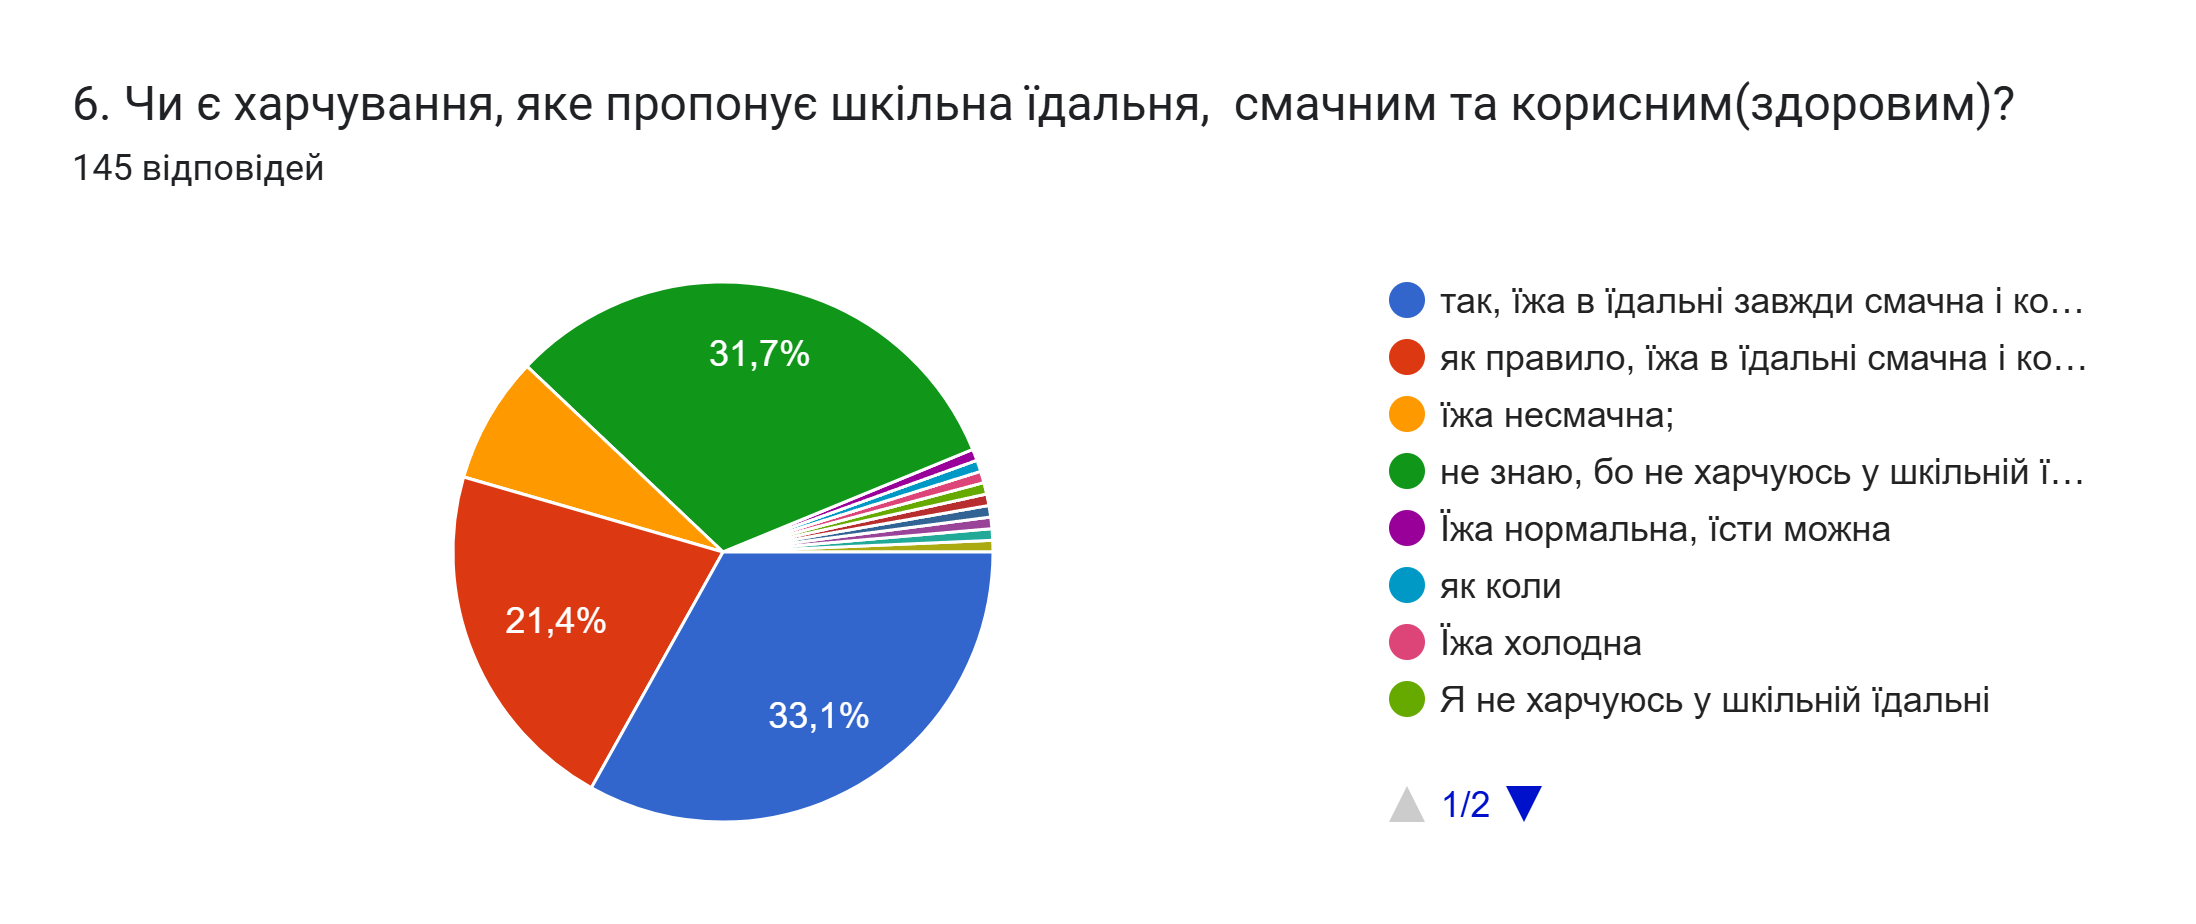 6. Чи є харчування, яке пропонує шкільна їдальня,  смачним та корисним(здоровим)?
145 відповідей
31,7%
21,4%
33,1%
так, їжа в їдальні завжди смачна і ко…
як правило, їжа в їдальні смачна і ко…
їжа несмачна;
не знаю, бо не харчуюсь у шкільній ї…
Їжа нормальна, їсти можна
як коли
Їжа холодна
Я не харчуюсь у шкільній їдальні
1/2